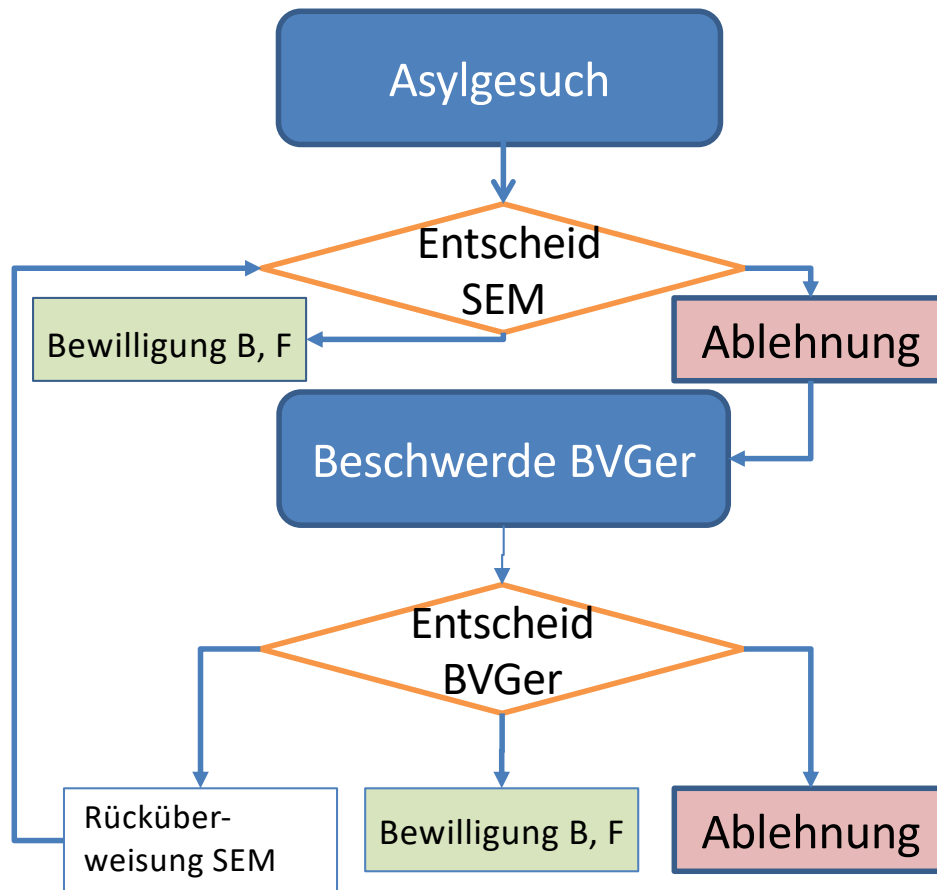 Asylgesuch
Entscheid
SEM
Bewilligung B, F
Ablehnung
Beschwerde BVGer
Entscheid
BVGer
Rücküber-
weisung SEM
Bewilligung B, F
Ablehnung